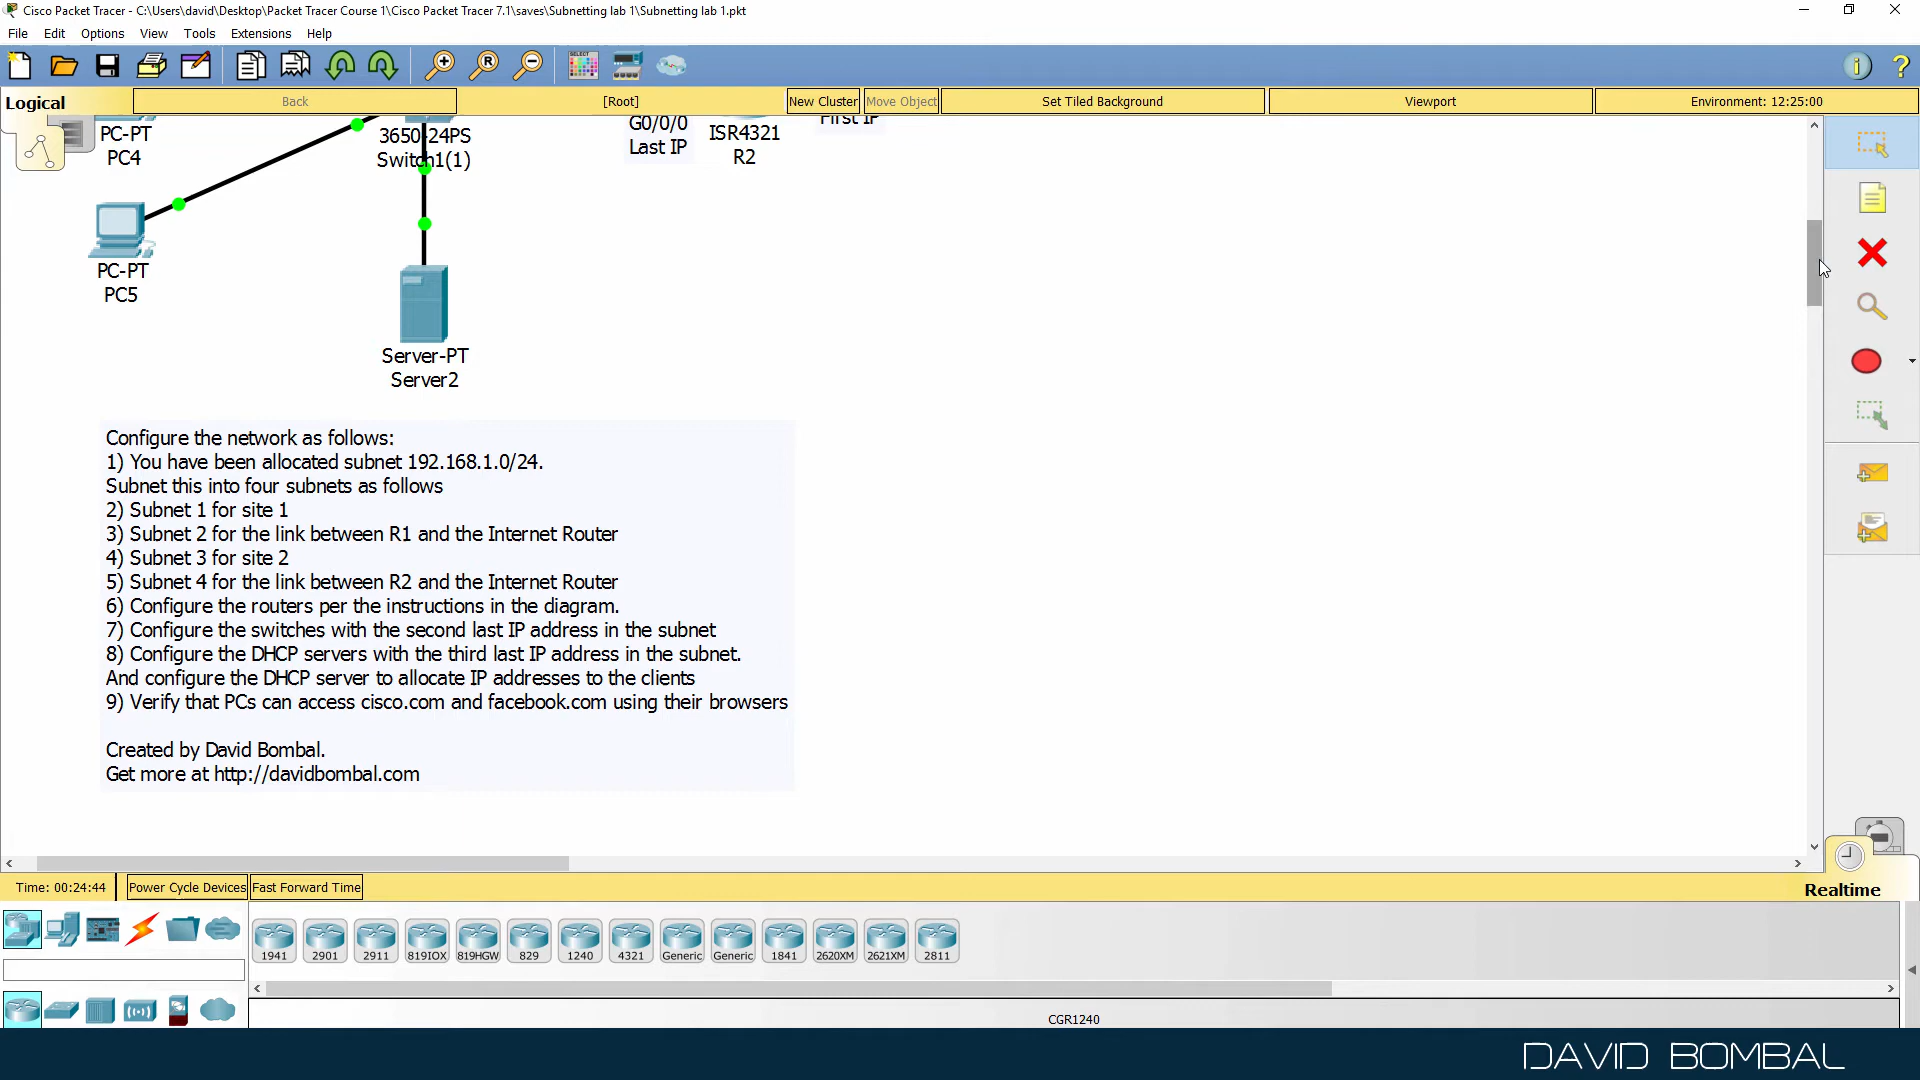 Cisco Packet Tracer - C:\Users\david\Desktop\Packet Tracer Course 1\Cisco Packet Tracer 7.1\saves\Subnetting lab 1\Subnetting lab 1.pkt
File Edit Options View Tools Extensions Help
Logical Back [Root] New Cluster Move Object Set Tiled Background Viewport Environment: 12:25:00
PC-PT
PC4
3650-24PS
Switch1(1)
G0/0/0
Last IP
ISR4321
R2
First IP
PC-PT
PC5
Server-PT
Server2
Configure the network as follows:
1) You have been allocated subnet 192.168.1.0/24.
Subnet this into four subnets as follows
2) Subnet 1 for site 1
3) Subnet 2 for the link between R1 and the Internet Router
4) Subnet 3 for site 2
5) Subnet 4 for the link between R2 and the Internet Router
6) Configure the routers per the instructions in the diagram.
7) Configure the switches with the second last IP address in the subnet
8) Configure the DHCP servers with the third last IP address in the subnet.
And configure the DHCP server to allocate IP addresses to the clients
9) Verify that PCs can access cisco.com and facebook.com using their browsers
Created by David Bombal.
Get more at http://davidbombal.com
Time: 00:24:44 Power Cycle Devices Fast Forward Time Realtime
1941 2901 2911 819IOX 819HGW 829 1240 4321 Generic Generic 1841 2620XM 2621XM 2811
CGR1240
DAVID BOMBAL